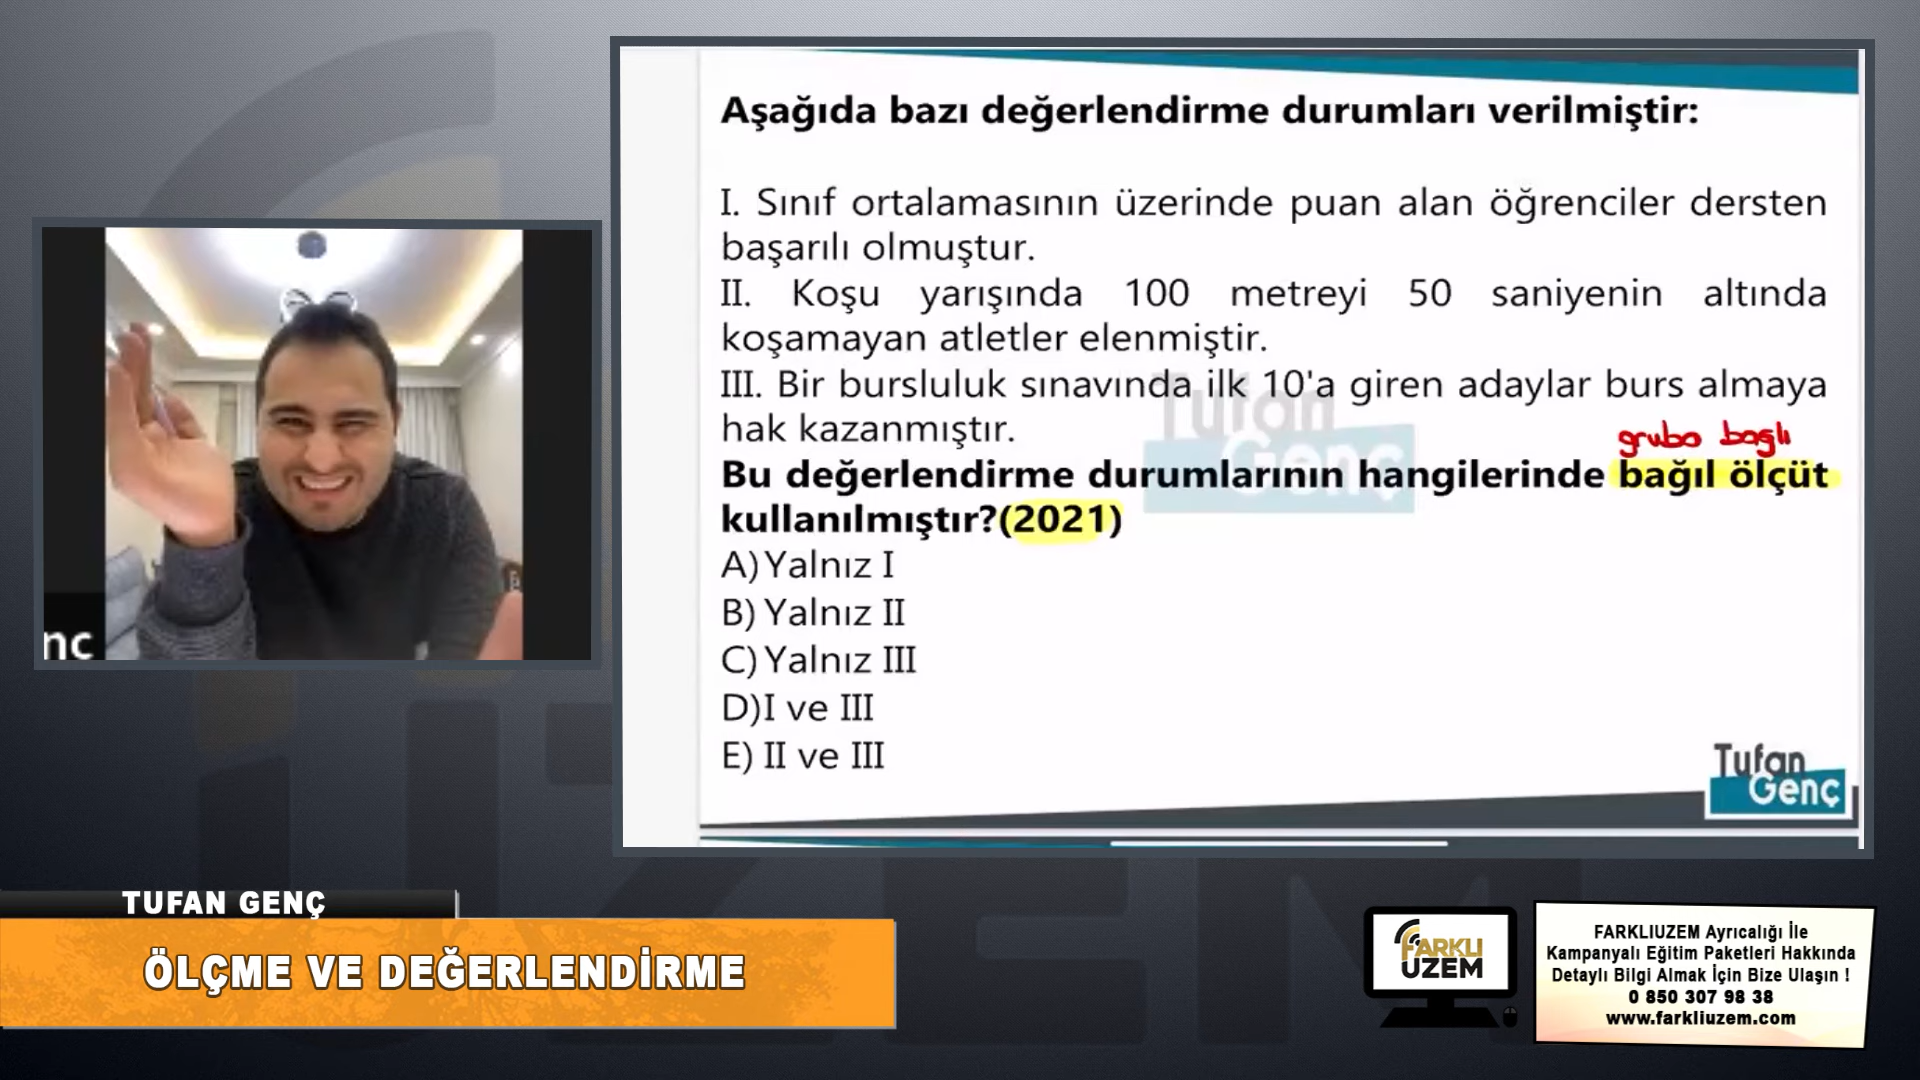 Aşağıda bazı değerlendirme durumları verilmiştir:
I. Sınıf ortalamasının üzerinde puan alan öğrenciler dersten
başarılı olmuştur.
II. Koşu yarışında 100 metreyi 50 saniyenin altında
koşamayan atletler elenmiştir.
III. Bir bursluluk sınavında ilk 10'a giren adaylar burs almaya
hak kazanmıştır.
gruba bağlı
Bu değerlendirme durumlarının hangilerinde bağıl ölçüt
kullanılmıştır?(2021)
A) Yalnız I
B) Yalnız II
C) Yalnız III
D)I ve III
E) II ve III
Tufan
Genç
Tufan
Genç
nç
TUFAN GENÇ
ÖLÇME VE DEĞERLENDİRME
FARKLI
UZEM
FARKLIUZEM Ayrıcalığı İle
Kampanyalı Eğitim Paketleri Hakkında
Detaylı Bilgi Almak İçin Bize Ulaşın !
0 850 307 98 38
www.farkliuzem.com
ÜZEM